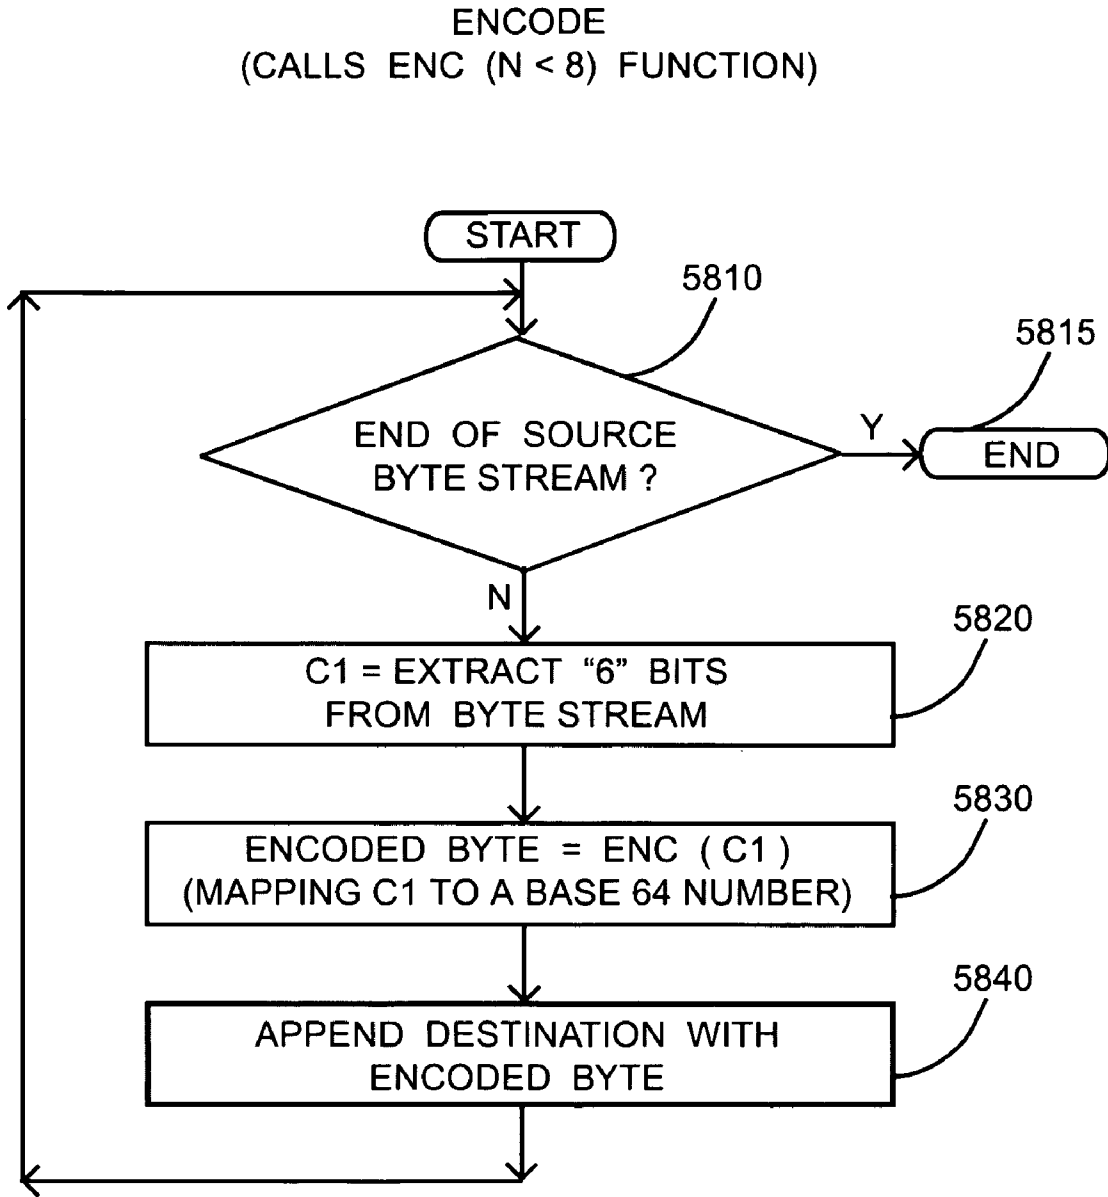 ENCODE
(CALLS ENC (N < 8) FUNCTION)
START
5810
5815
END OF SOURCE
BYTE STREAM ?
Y
END
N
5820
C1 = EXTRACT “6” BITS
FROM BYTE STREAM
5830
ENCODED BYTE = ENC ( C1 )
(MAPPING C1 TO A BASE 64 NUMBER)
5840
APPEND DESTINATION WITH
ENCODED BYTE